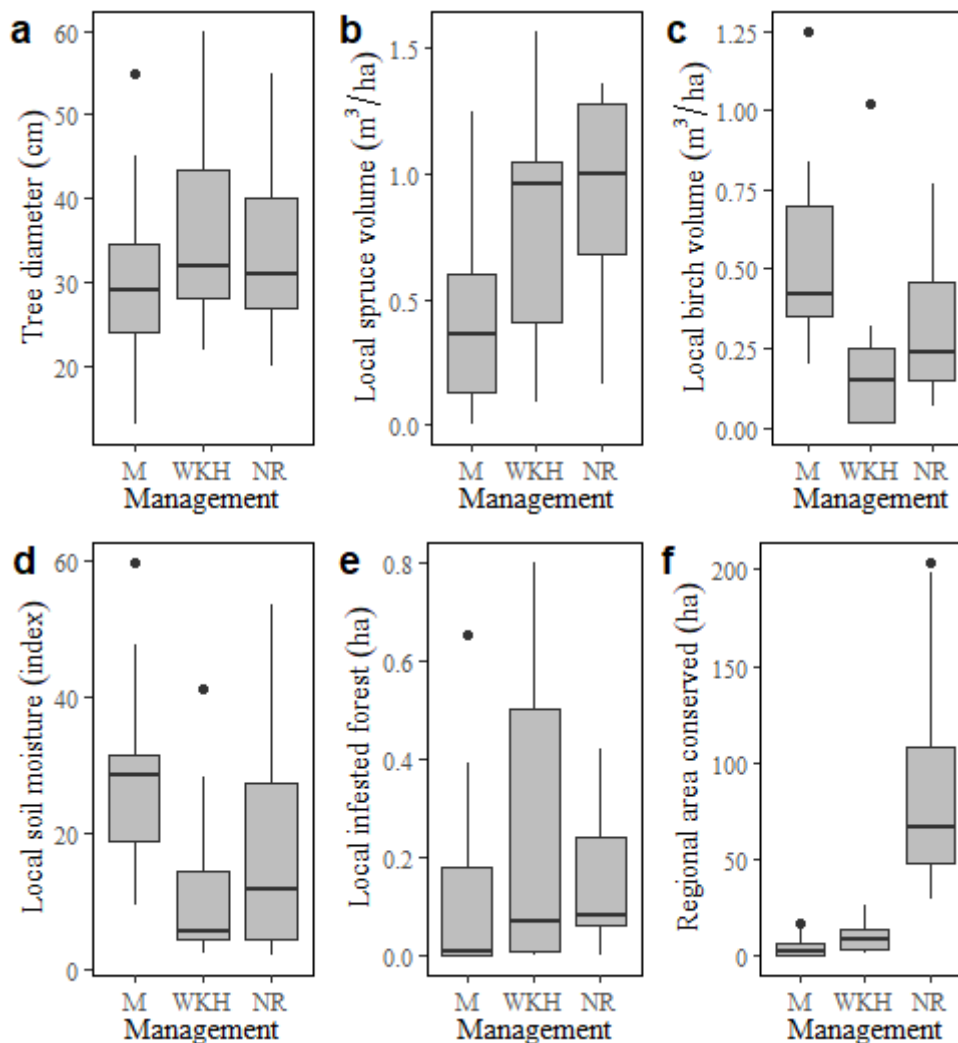 a
Tree diameter (cm)
60
50
40
30
20
M WKH NR
Management
b
Local spruce volume (m³/ha)
1.5
1.0
0.5
0.0
M WKH NR
Management
c
Local birch volume (m³/ha)
1.25
1.00
0.75
0.50
0.25
0.00
M WKH NR
Management
d
Local soil moisture (index)
60
40
20
0
M WKH NR
Management
e
Local infested forest (ha)
0.8
0.6
0.4
0.2
0.0
M WKH NR
Management
f
Regional area conserved (ha)
200
150
100
50
0
M WKH NR
Management